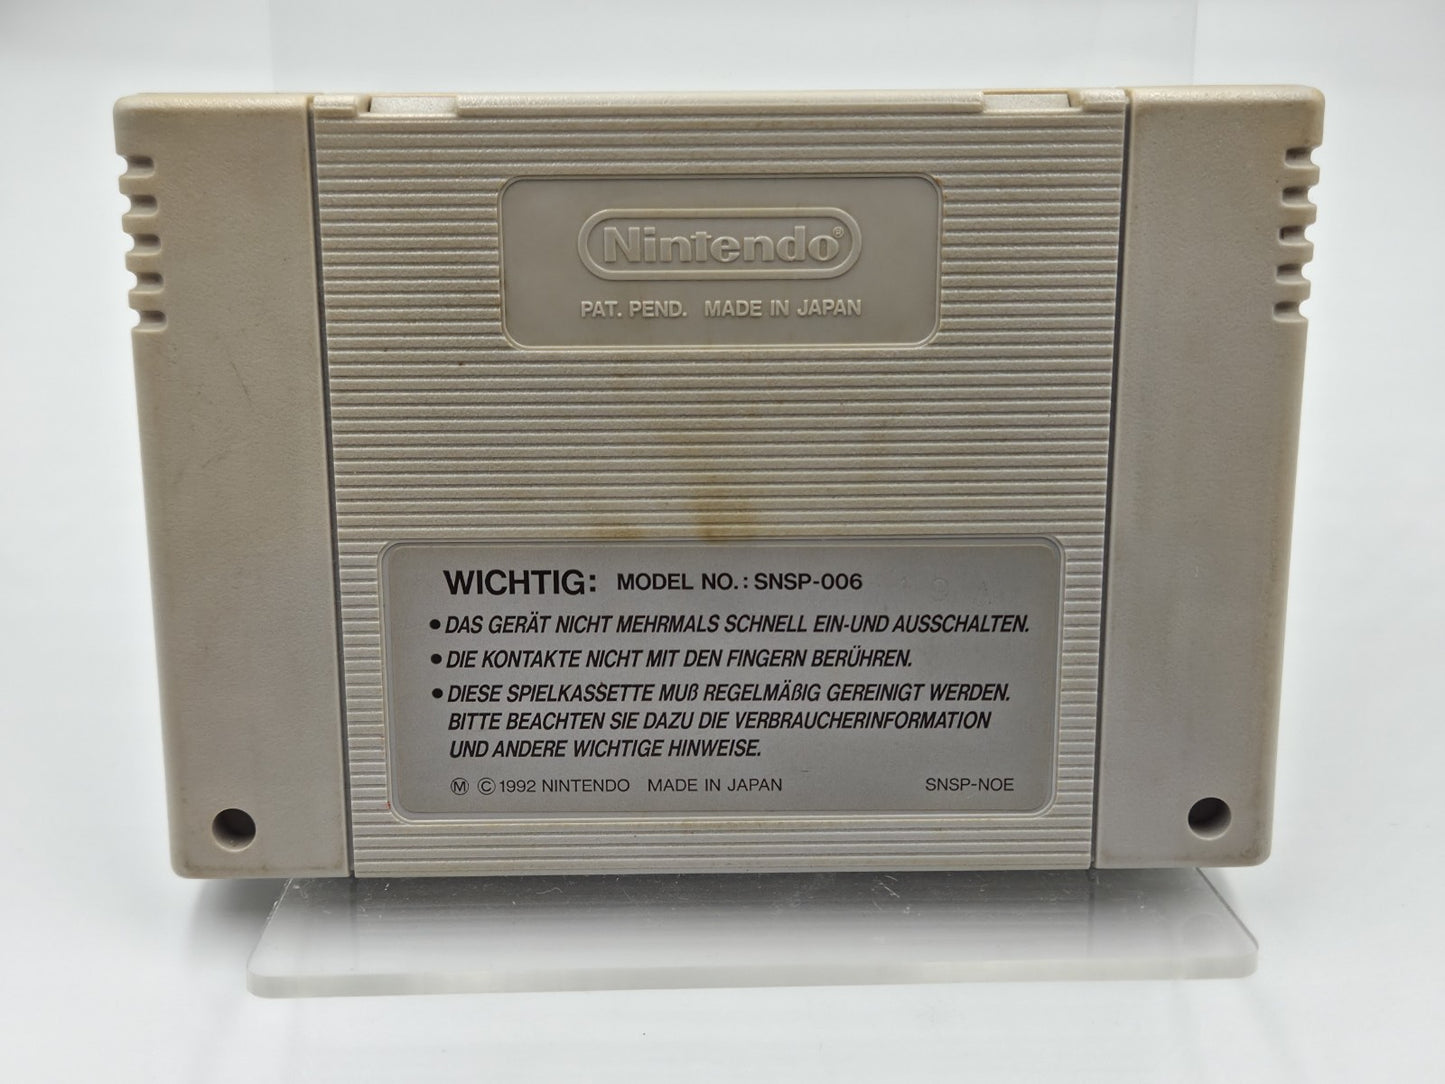 Nintendo®
PAT. PEND. MADE IN JAPAN
WICHTIG: MODEL NO.: SNSP-006
• DAS GERÄT NICHT MEHRMALS SCHNELL EIN-UND AUSSCHALTEN.
• DIE KONTAKTE NICHT MIT DEN FINGERN BERÜHREN.
• DIESE SPIELKASSETTE MUß REGELMÄßIG GEREINIGT WERDEN.
BITTE BEACHTEN SIE DAZU DIE VERBRAUCHERINFORMATION
UND ANDERE WICHTIGE HINWEISE.
Ⓜ © 1992 NINTENDO MADE IN JAPAN SNSP-NOE